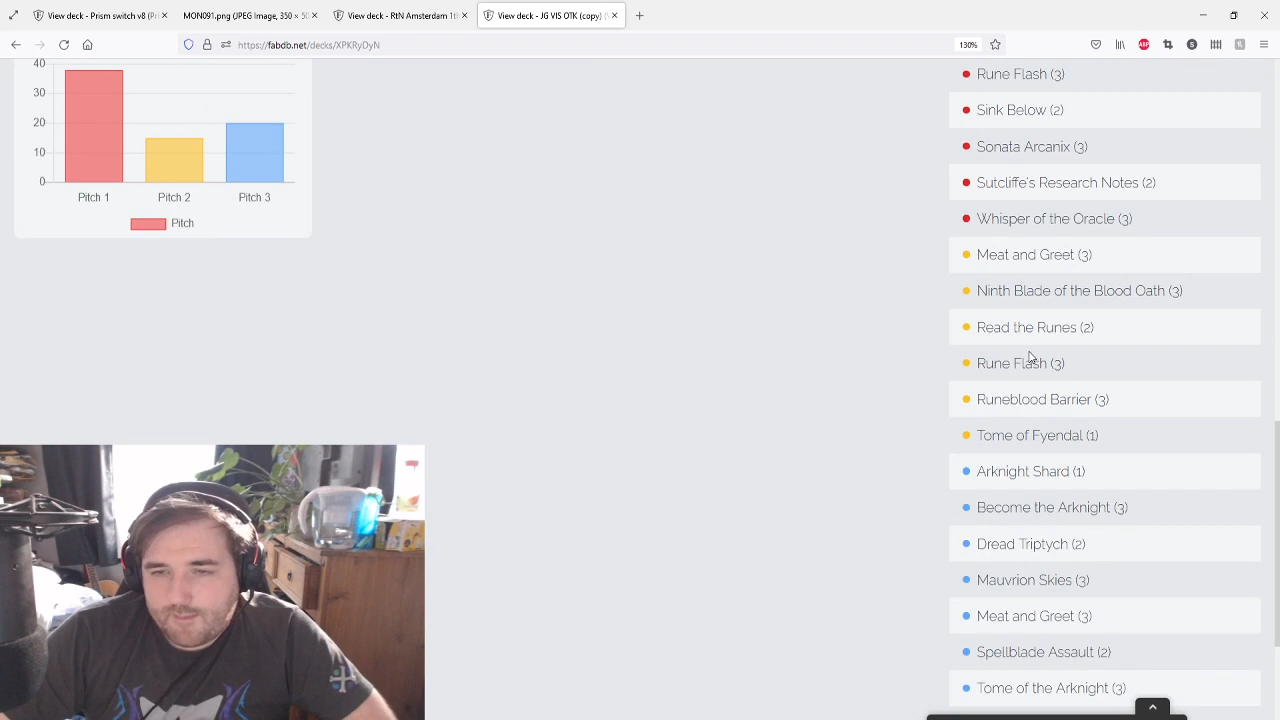 View deck - Prism switch v8 (Pri
MON091.png (JPEG Image, 350 × 50
View deck - RtN Amsterdam 1th
View deck - JG VIS OTK (copy) (V
https://fabdb.net/decks/XPKRyDyN
130%
ABP
S
40
30
20
10
0
Pitch 1
Pitch 2
Pitch 3
Pitch
Rune Flash (3)
Sink Below (2)
Sonata Arcanix (3)
Sutcliffe's Research Notes (2)
Whisper of the Oracle (3)
Meat and Greet (3)
Ninth Blade of the Blood Oath (3)
Read the Runes (2)
Rune Flash (3)
Runeblood Barrier (3)
Tome of Fyendal (1)
Arknight Shard (1)
Become the Arknight (3)
Dread Triptych (2)
Mauvrion Skies (3)
Meat and Greet (3)
Spellblade Assault (2)
Tome of the Arknight (3)